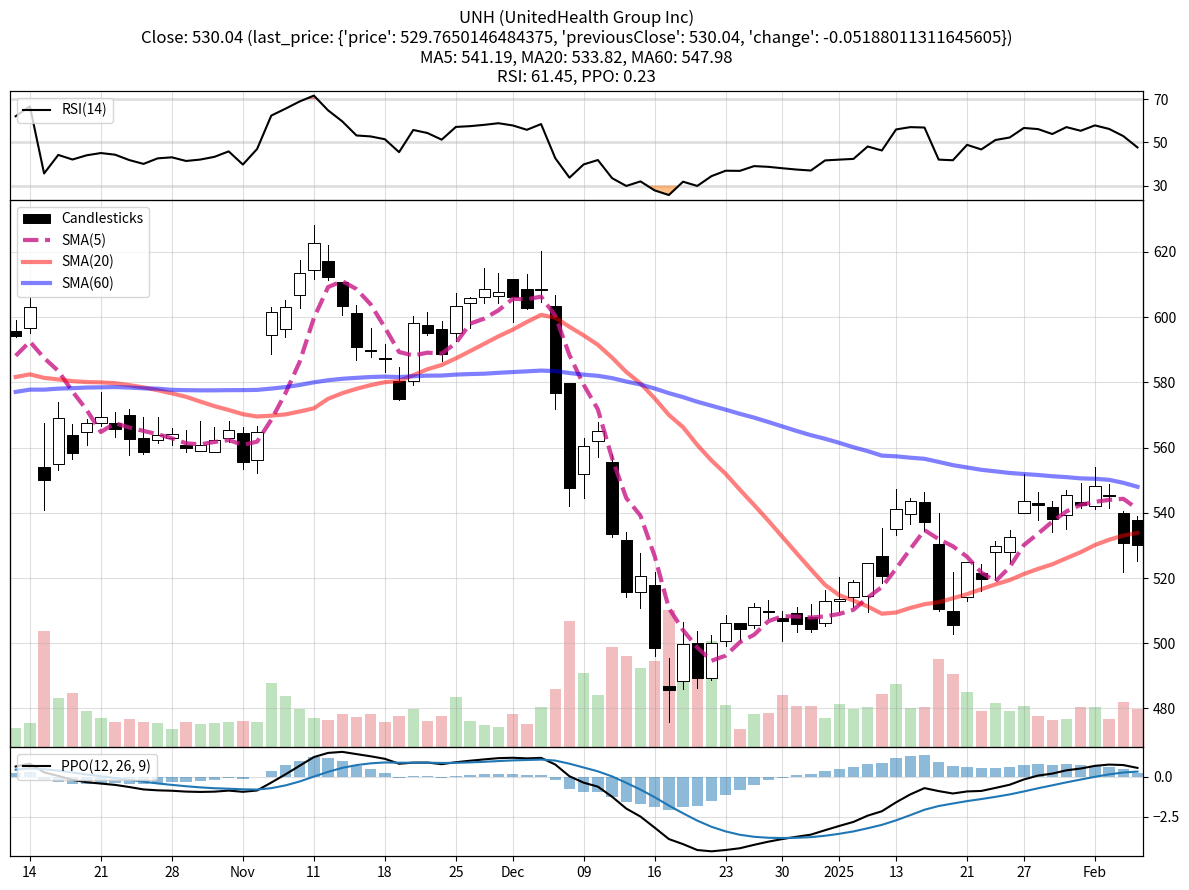 UNH (UnitedHealth Group Inc)
Close: 530.04 (last_price: {'price': 529.7650146484375, 'previousClose': 530.04, 'change': -0.05188011311645605})
MA5: 541.19, MA20: 533.82, MA60: 547.98
RSI: 61.45, PPO: 0.23
RSI(14)
70
50
30
Candlesticks
SMA(5)
SMA(20)
SMA(60)
620
600
580
560
540
520
500
480
PPO(12, 26, 9)
0.0
−2.5
14 21 28 Nov 11 18 25 Dec 09 16 23 30 2025 13 21 27 Feb